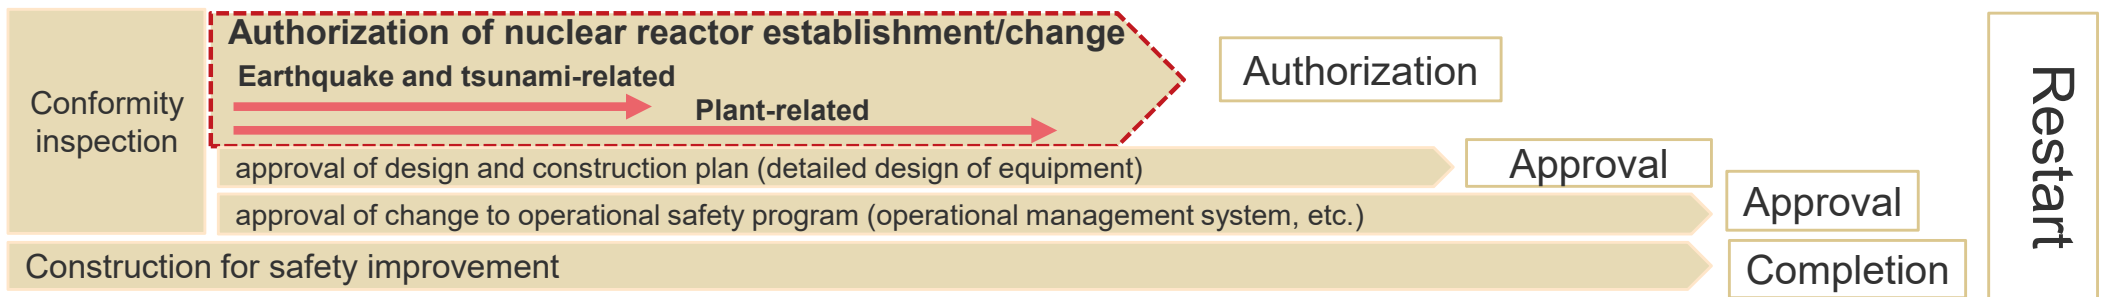 Conformity
inspection
Authorization of nuclear reactor establishment/change
Earthquake and tsunami-related
Plant-related
Authorization
approval of design and construction plan (detailed design of equipment)
Approval
approval of change to operational safety program (operational management system, etc.)
Approval
Construction for safety improvement
Completion
Restart